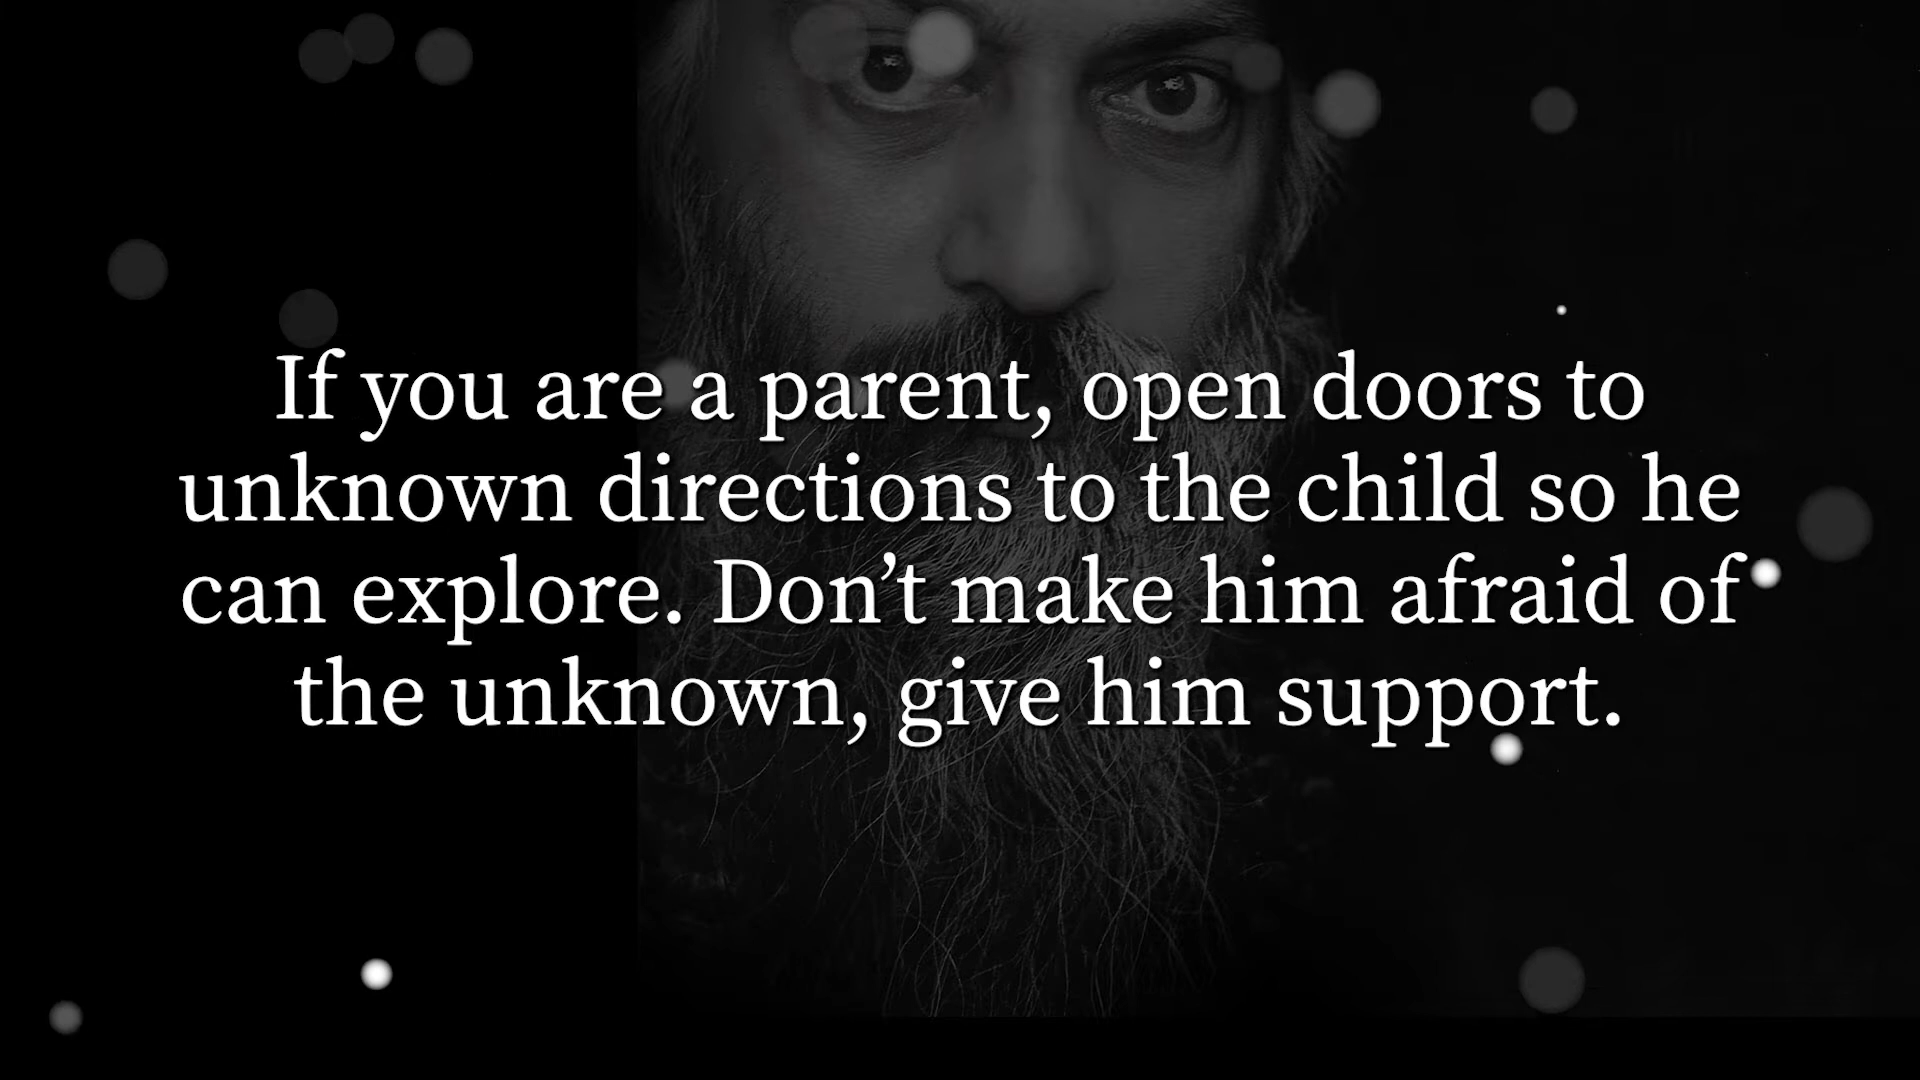 If you are a parent, open doors to
unknown directions to the child so he
can explore. Don’t make him afraid of
the unknown, give him support.